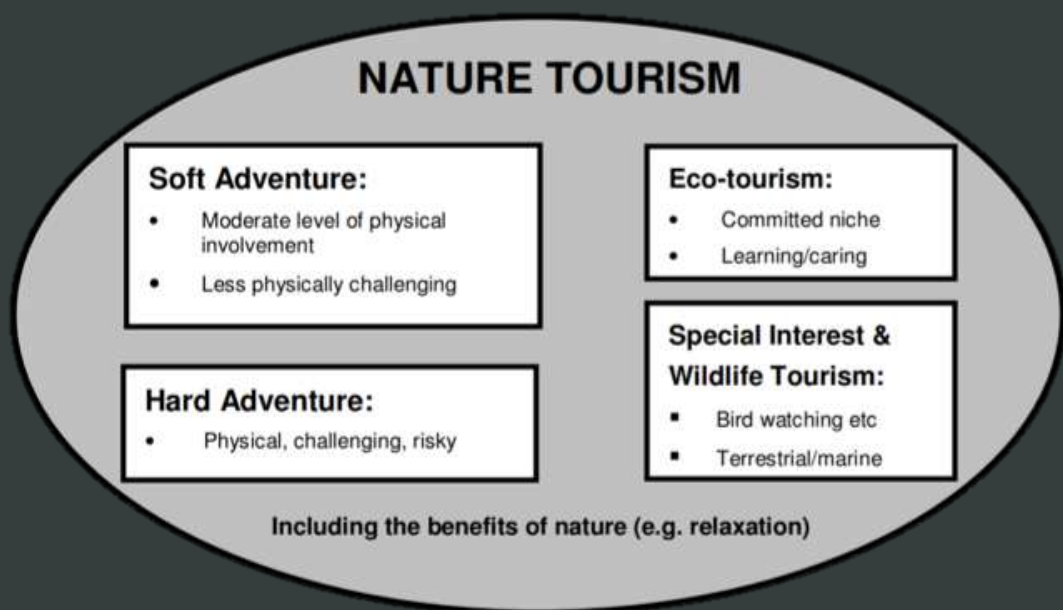 NATURE TOURISM
Soft Adventure:
• Moderate level of physical
involvement
• Less physically challenging
Hard Adventure:
• Physical, challenging, risky
Eco-tourism:
• Committed niche
• Learning/caring
Special Interest &
Wildlife Tourism:
▪ Bird watching etc
▪ Terrestrial/marine
Including the benefits of nature (e.g. relaxation)